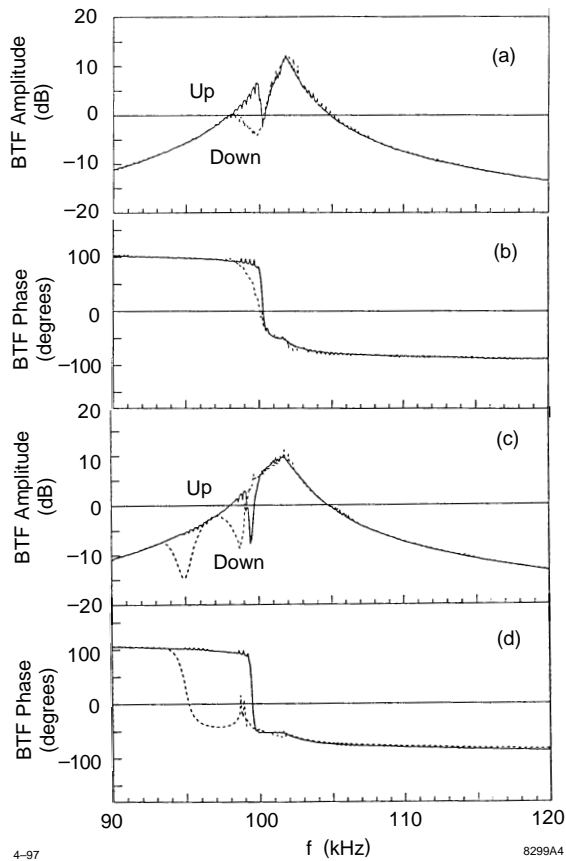 20
10
0
–10
–20
BTF Amplitude
(dB)
Up
Down
(a)
100
0
–100
BTF Phase
(degrees)
(b)
20
10
0
–10
–20
BTF Amplitude
(dB)
Up
Down
(c)
100
0
–100
BTF Phase
(degrees)
(d)
90
100
110
120
f (kHz)
4–97
8299A4